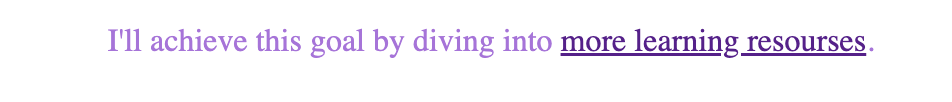 I'll achieve this goal by diving into more learning resourses.